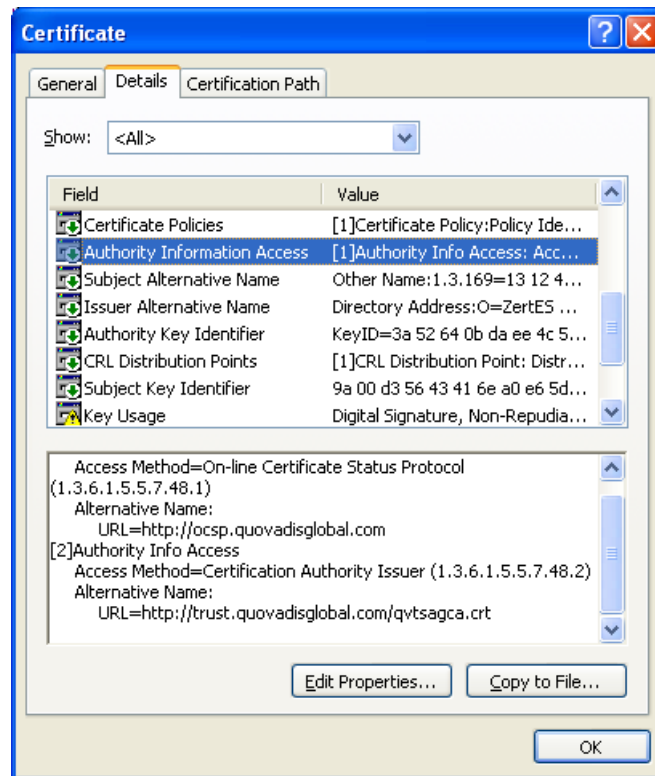 Certificate
General Details Certification Path
Show: <All>
Field Value
Certificate Policies [1]Certificate Policy:Policy Ide...
Authority Information Access [1]Authority Info Access: Acc...
Subject Alternative Name Other Name:1.3.169=13 12 4...
Issuer Alternative Name Directory Address:O=ZertES ...
Authority Key Identifier KeyID=3a 52 64 0b da ee 4c 5...
CRL Distribution Points [1]CRL Distribution Point: Distr...
Subject Key Identifier 9a 00 d3 56 43 41 6e a0 e6 5d...
Key Usage Digital Signature, Non-Repudia...
Access Method=On-line Certificate Status Protocol
(1.3.6.1.5.5.7.48.1)
Alternative Name:
URL=http://ocsp.quovadisglobal.com
[2]Authority Info Access
Access Method=Certification Authority Issuer (1.3.6.1.5.5.7.48.2)
Alternative Name:
URL=http://trust.quovadisglobal.com/qvtsagca.crt
Edit Properties... Copy to File...
OK